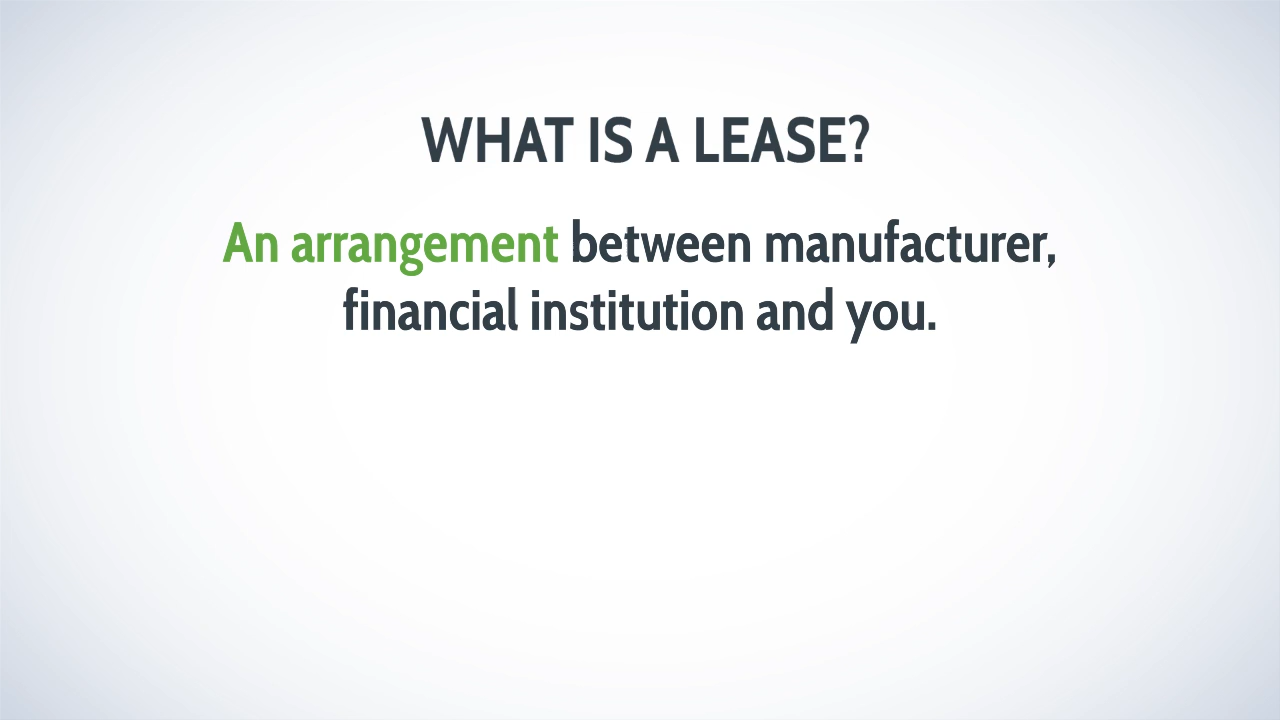 WHAT IS A LEASE?
An arrangement between manufacturer,
financial institution and you.